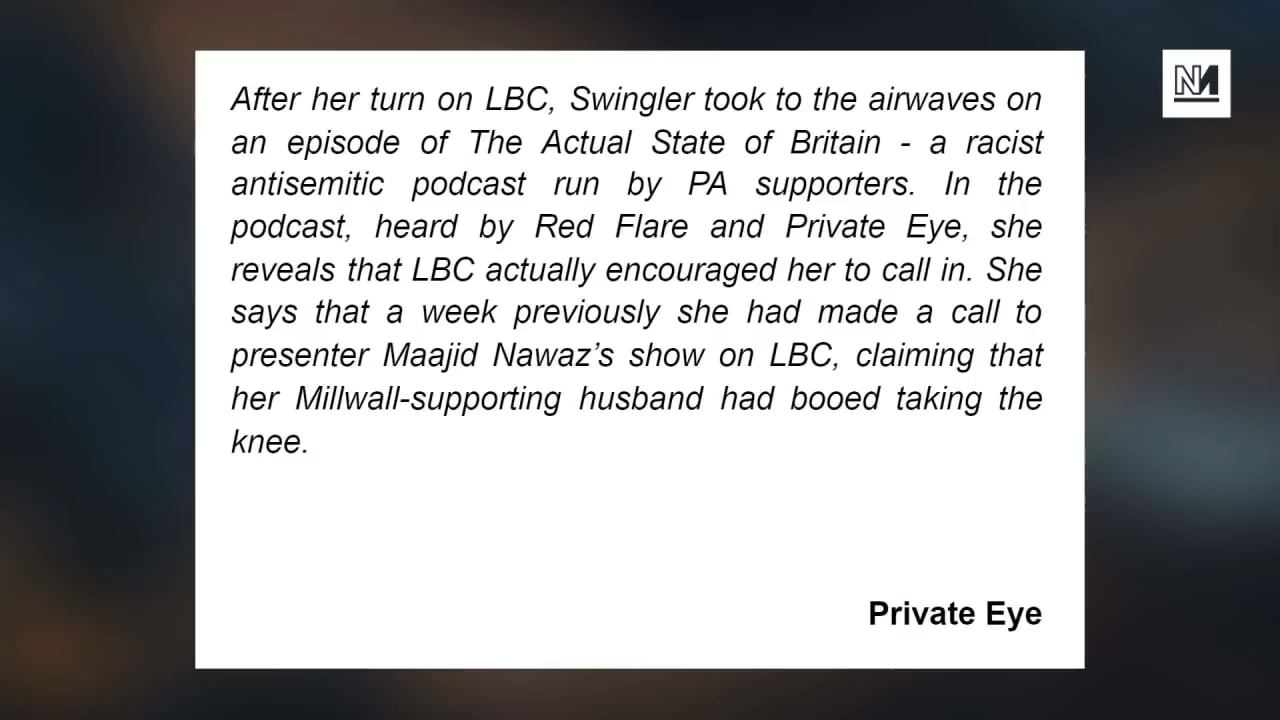 After her turn on LBC, Swingler took to the airwaves on
an episode of The Actual State of Britain - a racist
antisemitic podcast run by PA supporters. In the
podcast, heard by Red Flare and Private Eye, she
reveals that LBC actually encouraged her to call in. She
says that a week previously she had made a call to
presenter Maajid Nawaz’s show on LBC, claiming that
her Millwall-supporting husband had booed taking the
knee.
Private Eye
NM